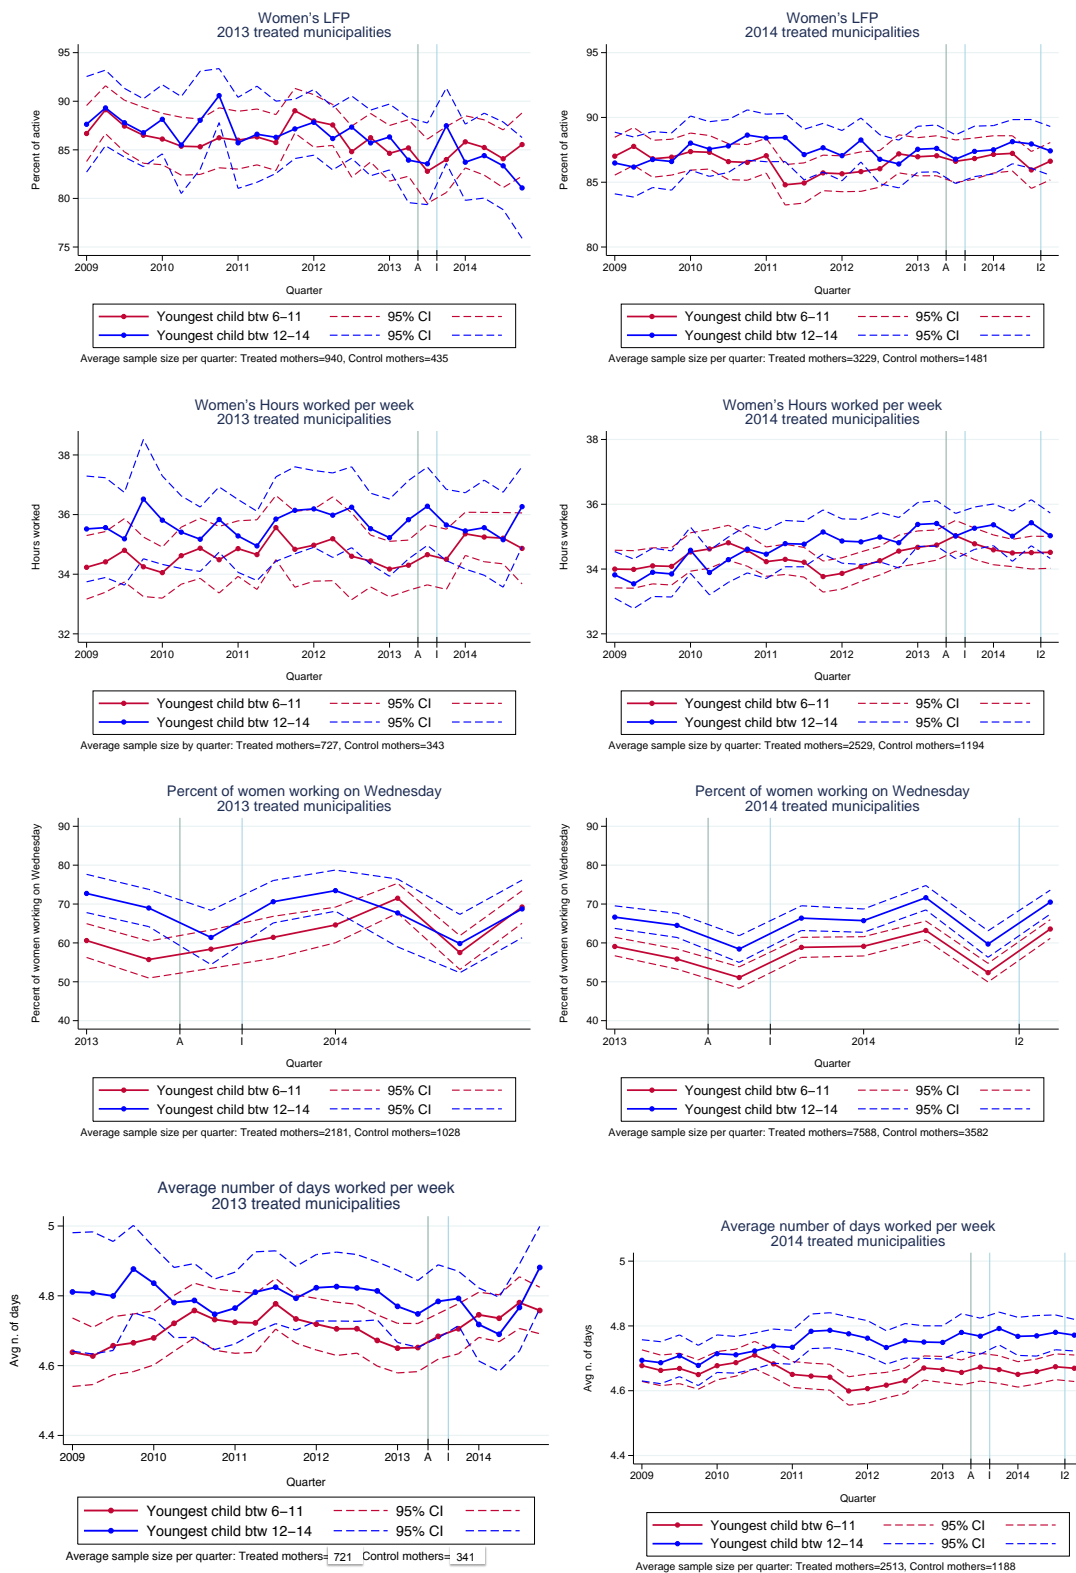 Women's LFP
2013 treated municipalities
Percent of active
95
90
85
80
75
2009 2010 2011 2012 2013 A I 2014
Quarter
Youngest child btw 6–11 95% CI
Youngest child btw 12–14 95% CI
Average sample size per quarter: Treated mothers=940, Control mothers=435
Women's LFP
2014 treated municipalities
Percent of active
95
90
85
80
2009 2010 2011 2012 2013 A I 2014 I2
Quarter
Youngest child btw 6–11 95% CI
Youngest child btw 12–14 95% CI
Average sample size per quarter: Treated mothers=3229, Control mothers=1481
Women's Hours worked per week
2013 treated municipalities
Hours worked
38
36
34
32
2009 2010 2011 2012 2013 A I 2014
Quarter
Youngest child btw 6–11 95% CI
Youngest child btw 12–14 95% CI
Average sample size by quarter: Treated mothers=727, Control mothers=343
Women's Hours worked per week
2014 treated municipalities
Hours worked
38
36
34
32
2009 2010 2011 2012 2013 A I 2014 I2
Quarter
Youngest child btw 6–11 95% CI
Youngest child btw 12–14 95% CI
Average sample size by quarter: Treated mothers=2529, Control mothers=1194
Percent of women working on Wednesday
2013 treated municipalities
Percent of women working on Wednesday
90
80
70
60
50
40
2013 A I 2014
Quarter
Youngest child btw 6–11 95% CI
Youngest child btw 12–14 95% CI
Average sample size per quarter: Treated mothers=2181, Control mothers=1028
Percent of women working on Wednesday
2014 treated municipalities
Percent of women working on Wednesday
90
80
70
60
50
40
2013 A I 2014 I2
Quarter
Youngest child btw 6–11 95% CI
Youngest child btw 12–14 95% CI
Average sample size per quarter: Treated mothers=7588, Control mothers=3582
Average number of days worked per week
2013 treated municipalities
Avg n. of days
5
4.8
4.6
4.4
2009 2010 2011 2012 2013 A I 2014
Quarter
Youngest child btw 6–11 95% CI
Youngest child btw 12–14 95% CI
Average sample size per quarter: Treated mothers= 721 Control mothers= 341
Average number of days worked per week
2014 treated municipalities
Avg n. of days
5
4.8
4.6
4.4
2009 2010 2011 2012 2013 A I 2014 I2
Quarter
Youngest child btw 6–11 95% CI
Youngest child btw 12–14 95% CI
Average sample size per quarter: Treated mothers=2513, Control mothers=1188